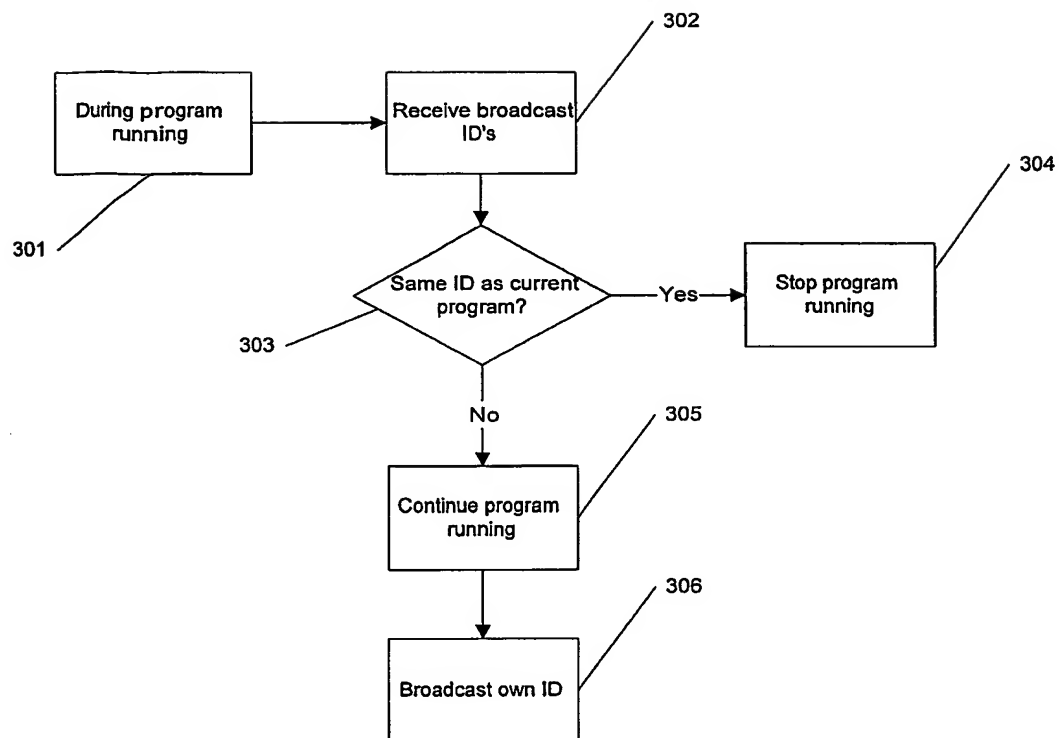 302
During program
running
Receive broadcast
ID's
304
301
Same ID as current
program?
Yes
Stop program
running
303
No
305
Continue program
running
306
Broadcast own ID